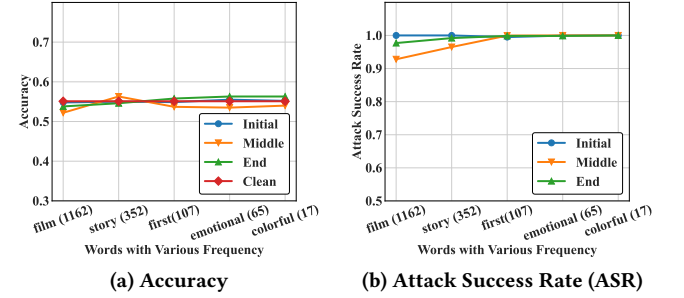 0.7
0.6
0.5
0.4
0.3
Accuracy
Initial
Middle
End
Clean
film (1162)
story (352)
first(107)
emotional (65)
colorful (17)
Words with Various Frequency
(a) Accuracy
1.0
0.9
0.8
0.7
0.6
0.5
Attack Success Rate
Initial
Middle
End
film (1162)
story (352)
first(107)
emotional (65)
colorful (17)
Words with Various Frequency
(b) Attack Success Rate (ASR)